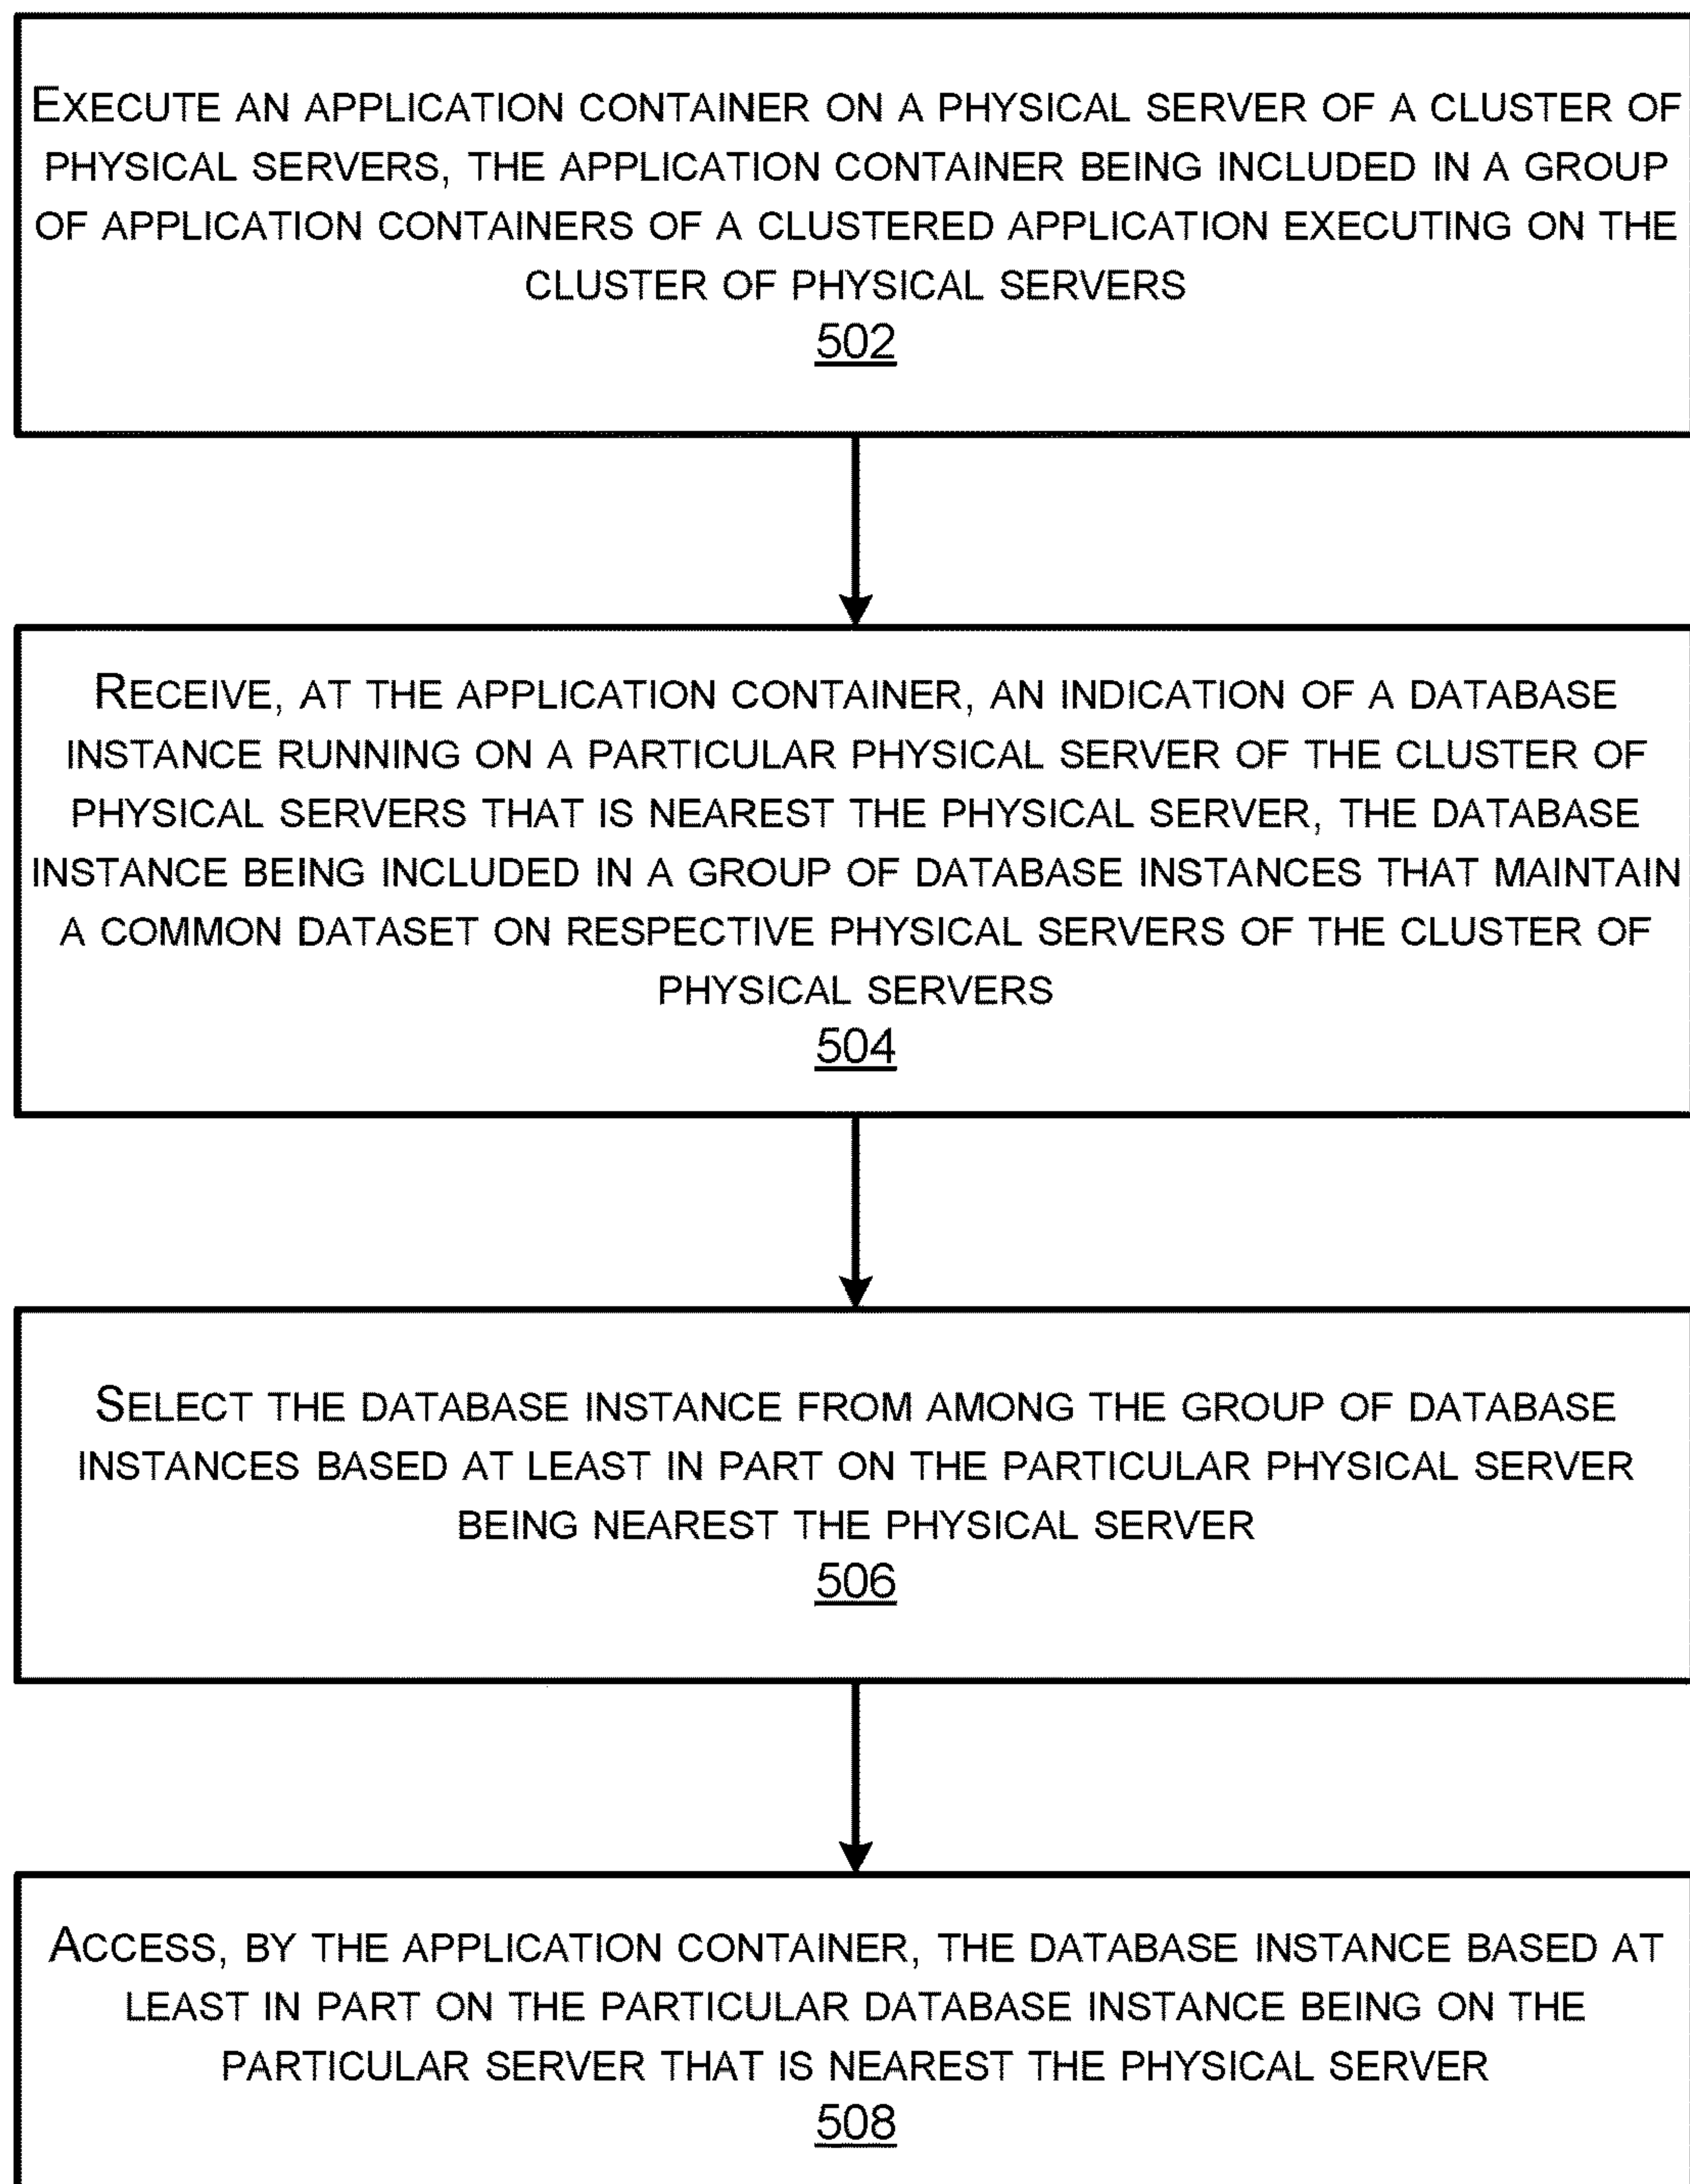 EXECUTE AN APPLICATION CONTAINER ON A PHYSICAL SERVER OF A CLUSTER OF
PHYSICAL SERVERS, THE APPLICATION CONTAINER BEING INCLUDED IN A GROUP
OF APPLICATION CONTAINERS OF A CLUSTERED APPLICATION EXECUTING ON THE
CLUSTER OF PHYSICAL SERVERS
502
RECEIVE, AT THE APPLICATION CONTAINER, AN INDICATION OF A DATABASE
INSTANCE RUNNING ON A PARTICULAR PHYSICAL SERVER OF THE CLUSTER OF
PHYSICAL SERVERS THAT IS NEAREST THE PHYSICAL SERVER, THE DATABASE
INSTANCE BEING INCLUDED IN A GROUP OF DATABASE INSTANCES THAT MAINTAIN
A COMMON DATASET ON RESPECTIVE PHYSICAL SERVERS OF THE CLUSTER OF
PHYSICAL SERVERS
504
SELECT THE DATABASE INSTANCE FROM AMONG THE GROUP OF DATABASE
INSTANCES BASED AT LEAST IN PART ON THE PARTICULAR PHYSICAL SERVER
BEING NEAREST THE PHYSICAL SERVER
506
ACCESS, BY THE APPLICATION CONTAINER, THE DATABASE INSTANCE BASED AT
LEAST IN PART ON THE PARTICULAR DATABASE INSTANCE BEING ON THE
PARTICULAR SERVER THAT IS NEAREST THE PHYSICAL SERVER
508